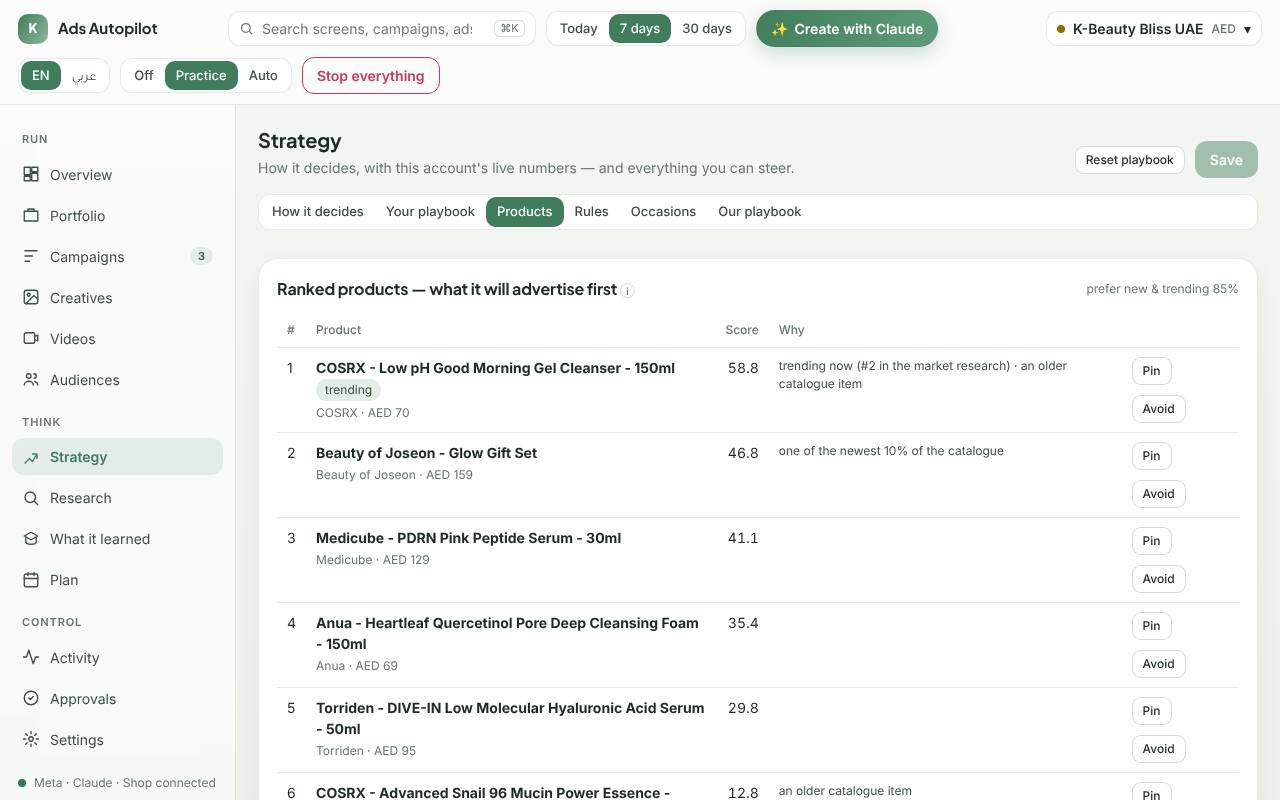 K Ads Autopilot
Search screens, campaigns, ads
⌘K
Today 7 days 30 days
✨ Create with Claude
K-Beauty Bliss UAE AED ▾
EN عربي
Off Practice Auto
Stop everything
RUN
Overview
Portfolio
Campaigns 3
Creatives
Videos
Audiences
THINK
Strategy
Research
What it learned
Plan
CONTROL
Activity
Approvals
Settings
Meta · Claude · Shop connected
Strategy
How it decides, with this account's live numbers — and everything you can steer.
Reset playbook
Save
How it decides Your playbook Products Rules Occasions Our playbook
Ranked products — what it will advertise first i
prefer new & trending 85%
# Product Score Why
1 COSRX - Low pH Good Morning Gel Cleanser - 150ml 58.8 trending now (#2 in the market research) · an older
catalogue item
trending
COSRX · AED 70
Pin
Avoid
2 Beauty of Joseon - Glow Gift Set 46.8 one of the newest 10% of the catalogue
Beauty of Joseon · AED 159
Pin
Avoid
3 Medicube - PDRN Pink Peptide Serum - 30ml 41.1
Medicube · AED 129
Pin
Avoid
4 Anua - Heartleaf Quercetinol Pore Deep Cleansing Foam 35.4
- 150ml
Anua · AED 69
Pin
Avoid
5 Torriden - DIVE-IN Low Molecular Hyaluronic Acid Serum 29.8
- 50ml
Torriden · AED 95
Pin
Avoid
6 COSRX - Advanced Snail 96 Mucin Power Essence - 12.8 an older catalogue item
Pin